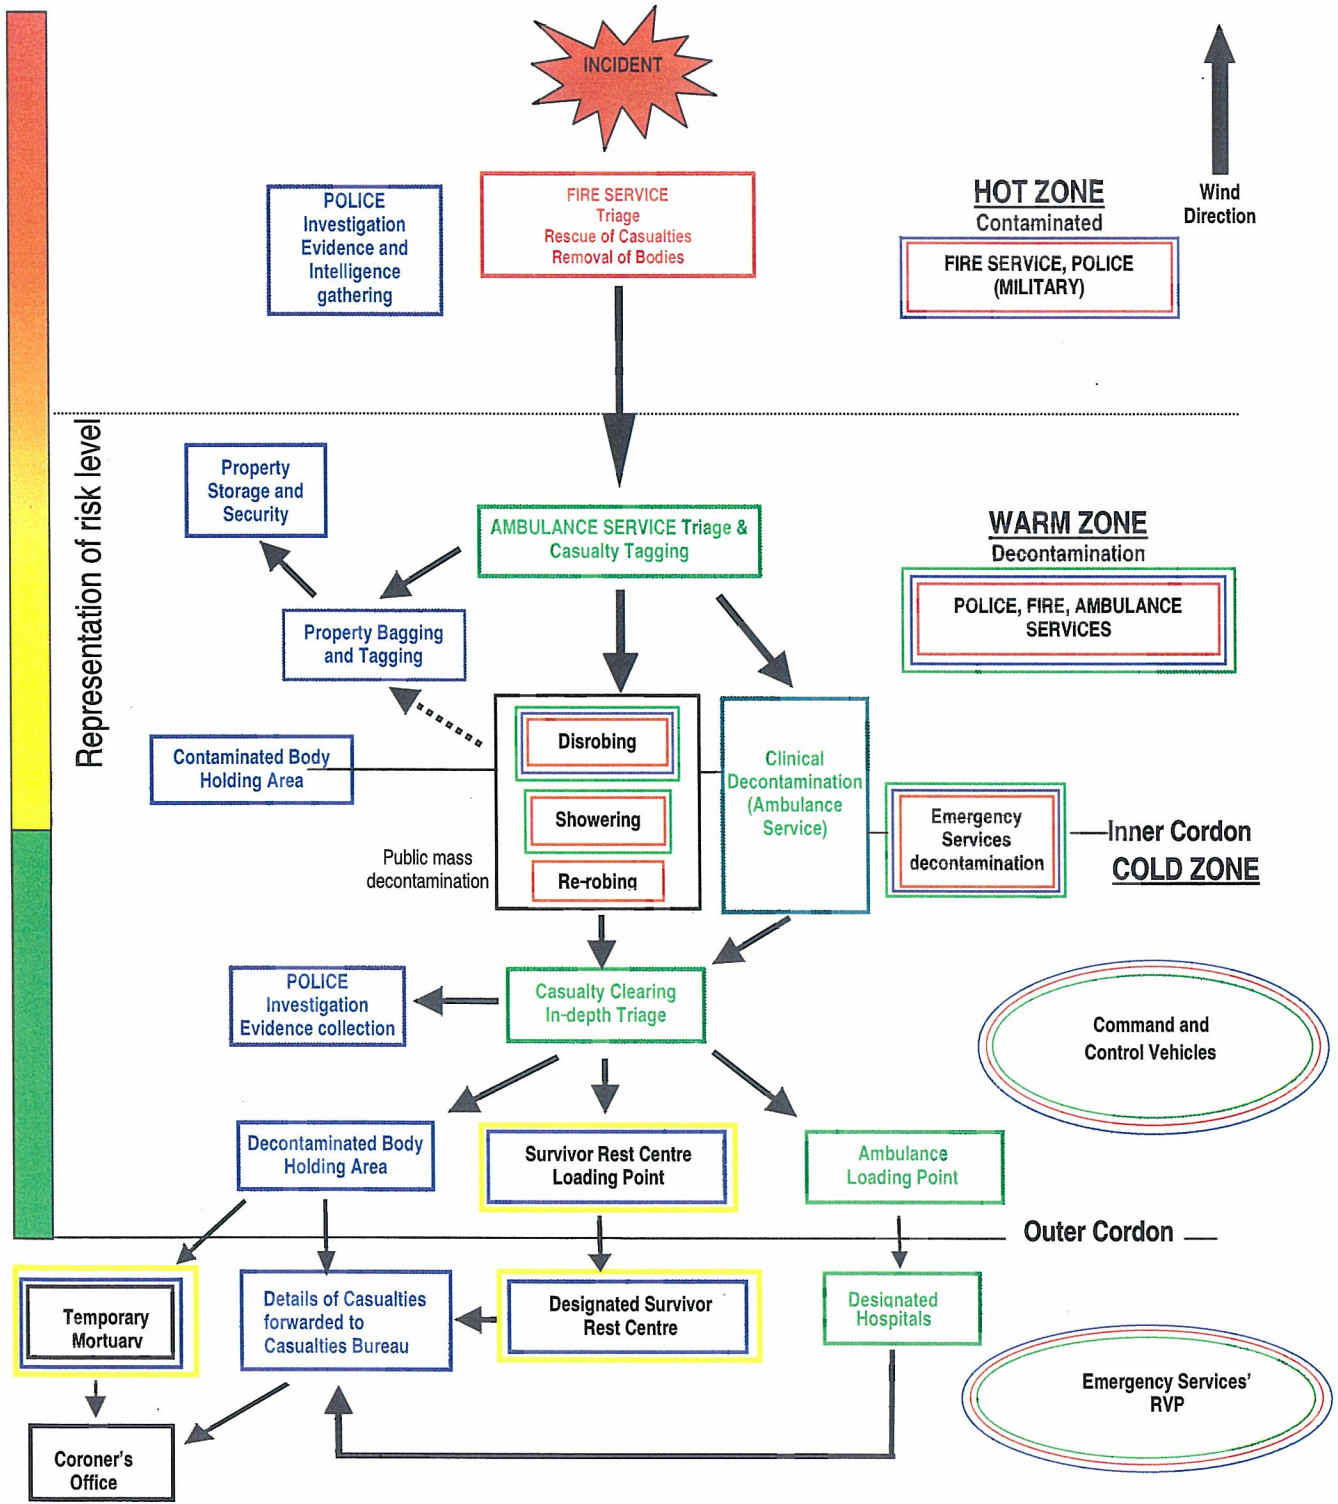 INCIDENT
Wind
Direction
POLICE
Investigation
Evidence and
Intelligence
gathering
FIRE SERVICE
Triage
Rescue of Casualties
Removal of Bodies
HOT ZONE
Contaminated
FIRE SERVICE, POLICE
(MILITARY)
Representation of risk level
Property
Storage and
Security
AMBULANCE SERVICE Triage &
Casualty Tagging
WARM ZONE
Decontamination
POLICE, FIRE, AMBULANCE
SERVICES
Property Bagging
and Tagging
Contaminated Body
Holding Area
Disrobing
Showering
Re-robing
Public mass
decontamination
Clinical
Decontamination
(Ambulance
Service)
Emergency
Services
decontamination
Inner Cordon
COLD ZONE
POLICE
Investigation
Evidence collection
Casualty Clearing
In-depth Triage
Command and
Control Vehicles
Decontaminated Body
Holding Area
Survivor Rest Centre
Loading Point
Ambulance
Loading Point
Outer Cordon
Temporary
Mortuary
Details of Casualties
forwarded to
Casualties Bureau
Designated Survivor
Rest Centre
Designated
Hospitals
Emergency Services'
RVP
Coroner's
Office